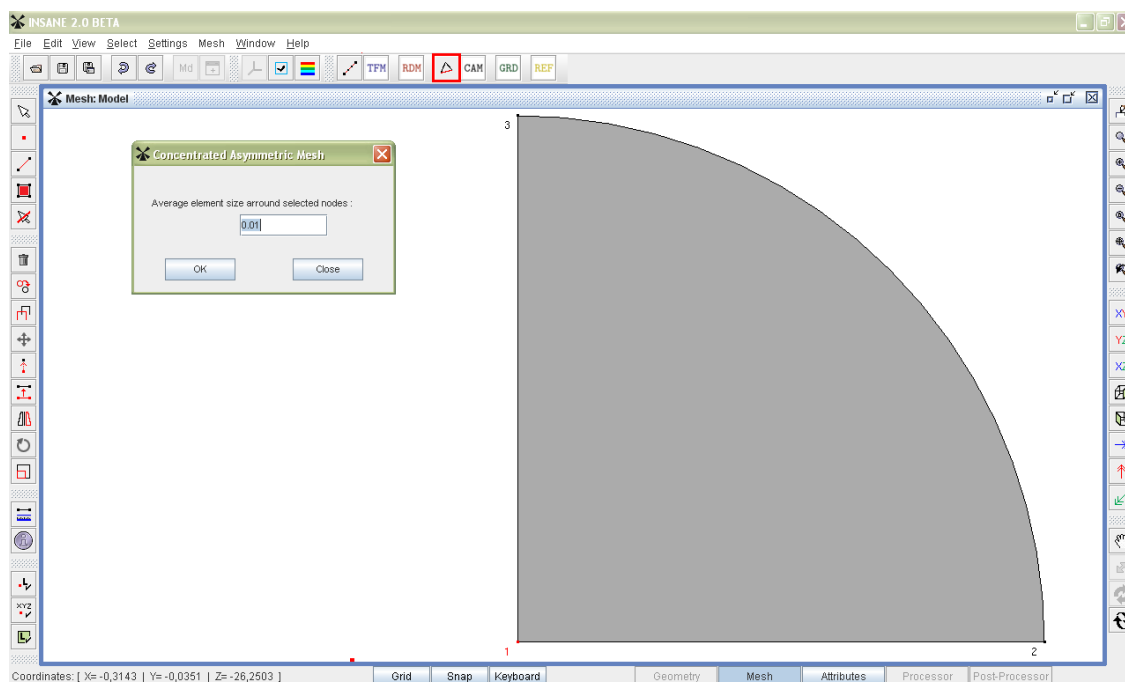 INSANE 2.0 BETA
File Edit View Select Settings Mesh Window Help
Md TFM RDM CAM GRD REF
Mesh: Model
3
Concentrated Asymmetric Mesh
Average element size arround selected nodes :
0.01
OK Close
XYZ
1
2
Coordinates: [ X= -0,3143 | Y= -0,0351 | Z= -26,2503 ] Grid Snap Keyboard Geometry Mesh Attributes Processor Post-Processor